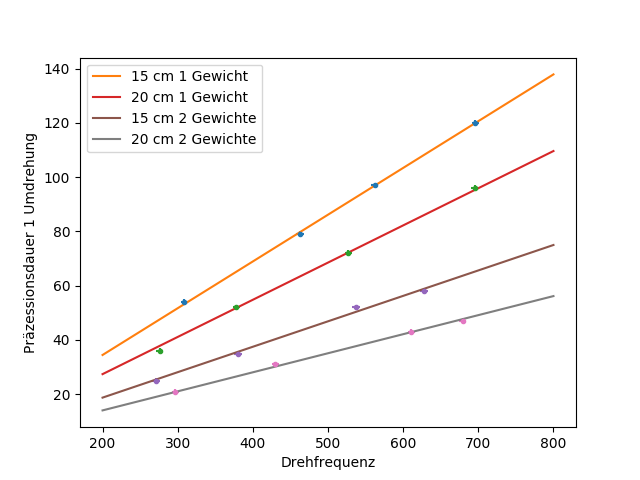 15 cm 1 Gewicht
20 cm 1 Gewicht
15 cm 2 Gewichte
20 cm 2 Gewichte
140
120
100
80
60
40
20
Präzessionsdauer 1 Umdrehung
200 300 400 500 600 700 800
Drehfrequenz